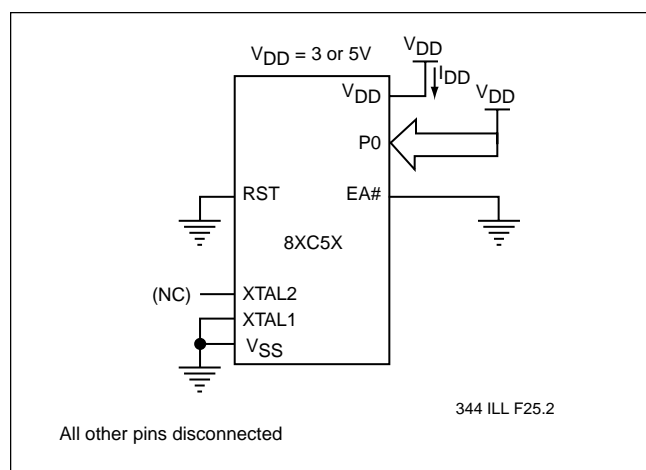 VDD = 3 or 5V
VDD
IDD
VDD
VDD
P0
RST
EA#
8XC5X
(NC)
XTAL2
XTAL1
VSS
344 ILL F25.2
All other pins disconnected